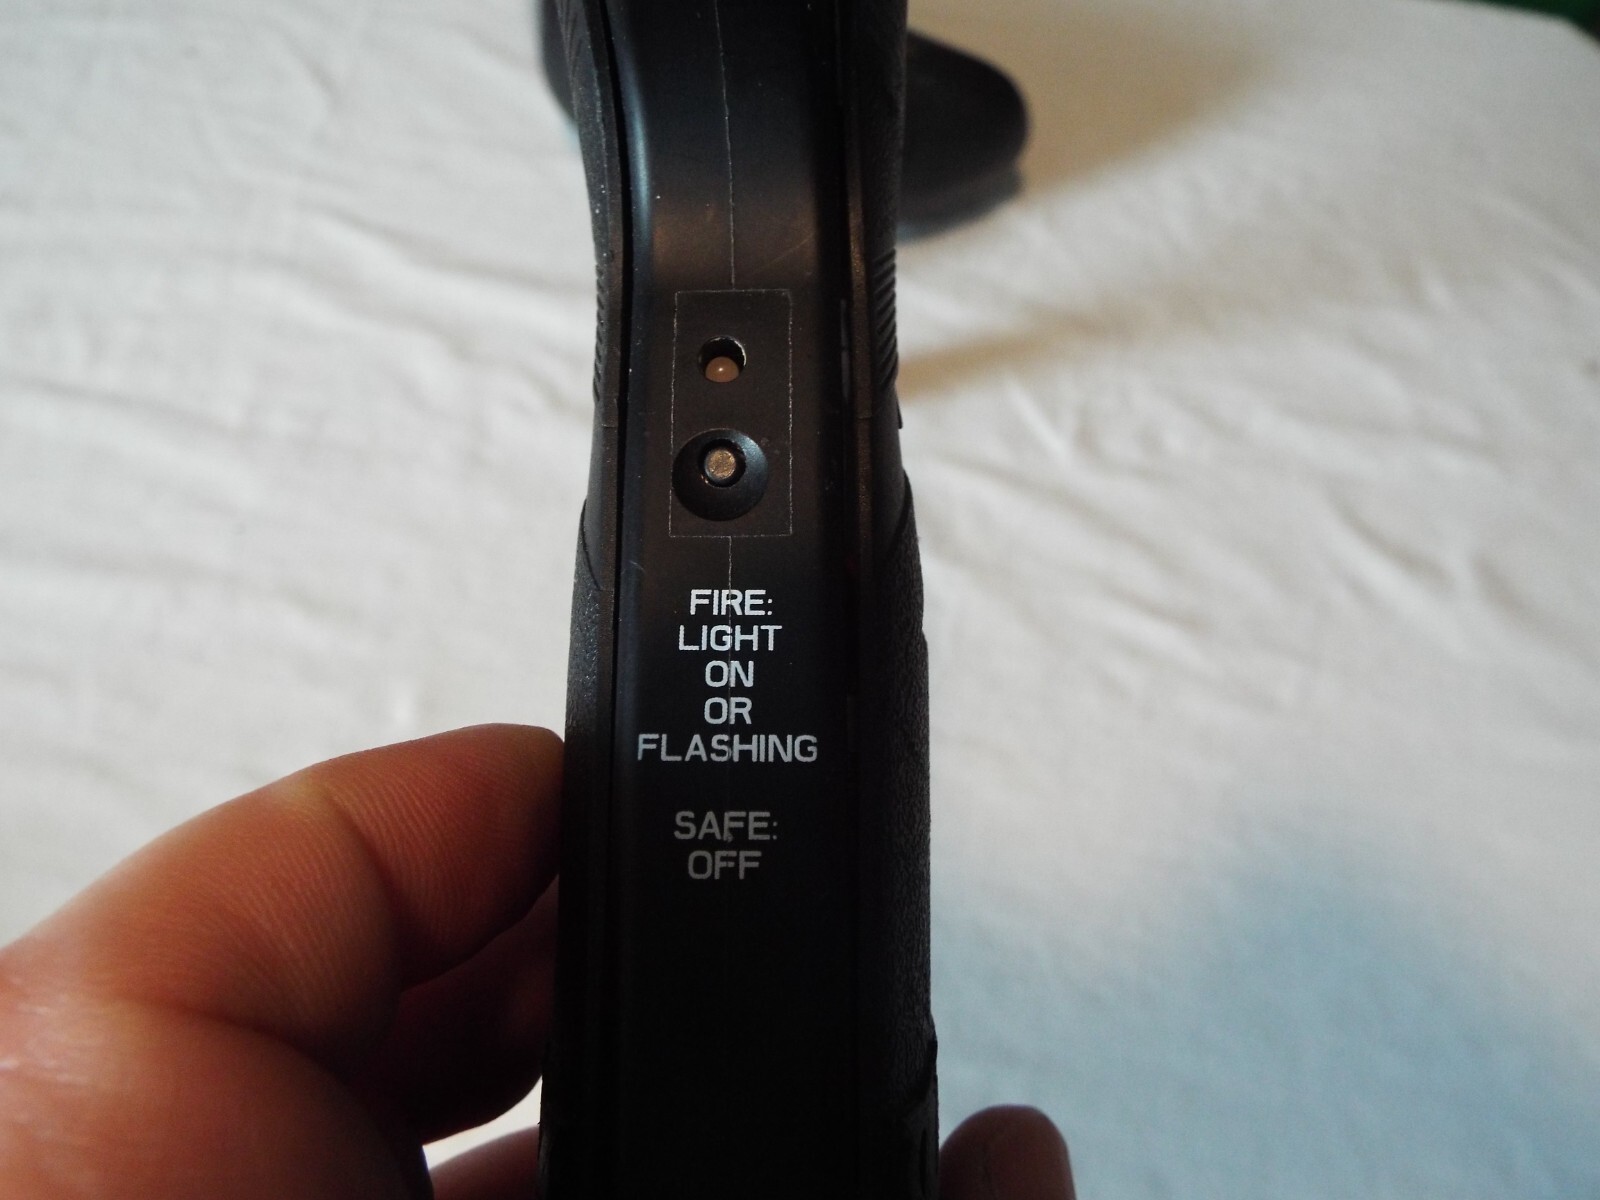 FIRE:
LIGHT
ON
OR
FLASHING
SAFE:
OFF